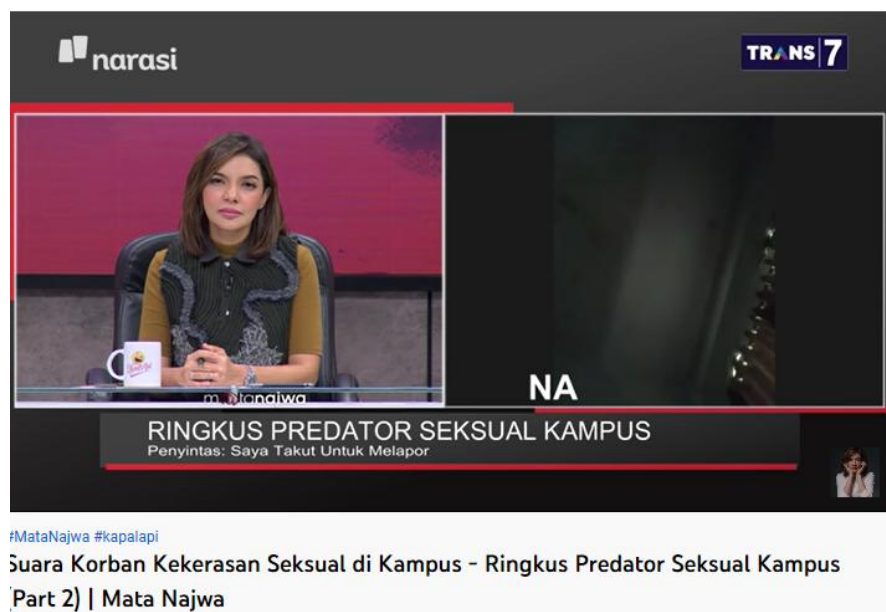 narasi
TRANS 7
matanajwa
NA
RINGKUS PREDATOR SEKSUAL KAMPUS
Penyintas: Saya Takut Untuk Melapor
#MataNajwa #kapalapi
Suara Korban Kekerasan Seksual di Kampus - Ringkus Predator Seksual Kampus
(Part 2) | Mata Najwa